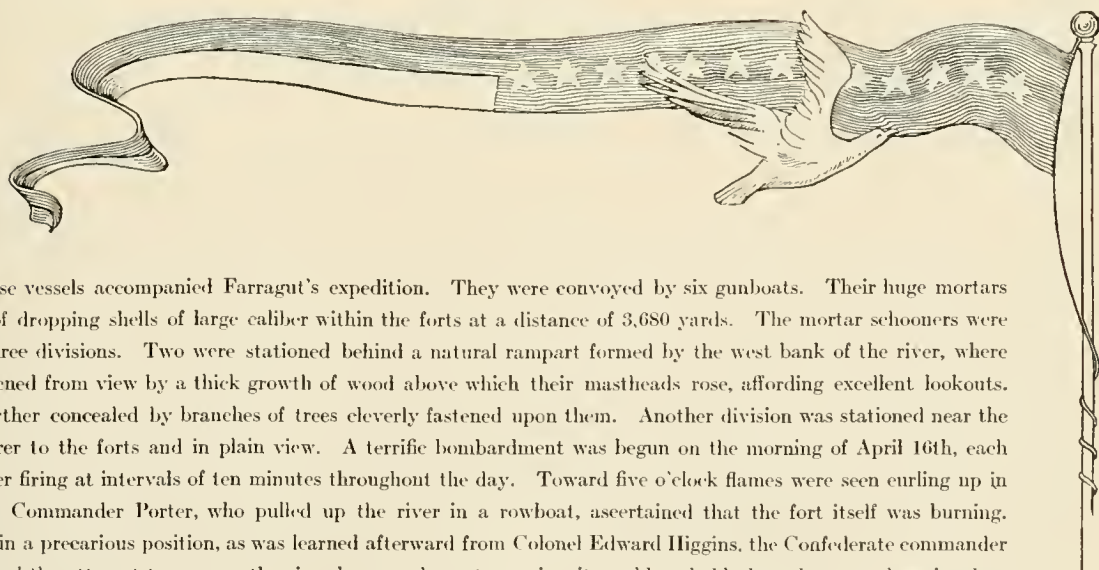 se vessels accompanied Farragut's expedition. They were convoyed by six gunboats. Their huge mortars
f dropping shells of large caliber within the forts at a distance of 3,680 yards. The mortar schooners were
ree divisions. Two were stationed behind a natural rampart formed by the west bank of the river, where
ened from view by a thick growth of wood above which their mastheads rose, affording excellent lookouts.
ther concealed by branches of trees cleverly fastened upon them. Another division was stationed near the
rer to the forts and in plain view. A terrific bombardment was begun on the morning of April 16th, each
er firing at intervals of ten minutes throughout the day. Toward five o'clock flames were seen curling up in
Commander Porter, who pulled up the river in a rowboat, ascertained that the fort itself was burning.
in a precarious position, as was learned afterward from Colonel Edward Higgins, the Confederate commander